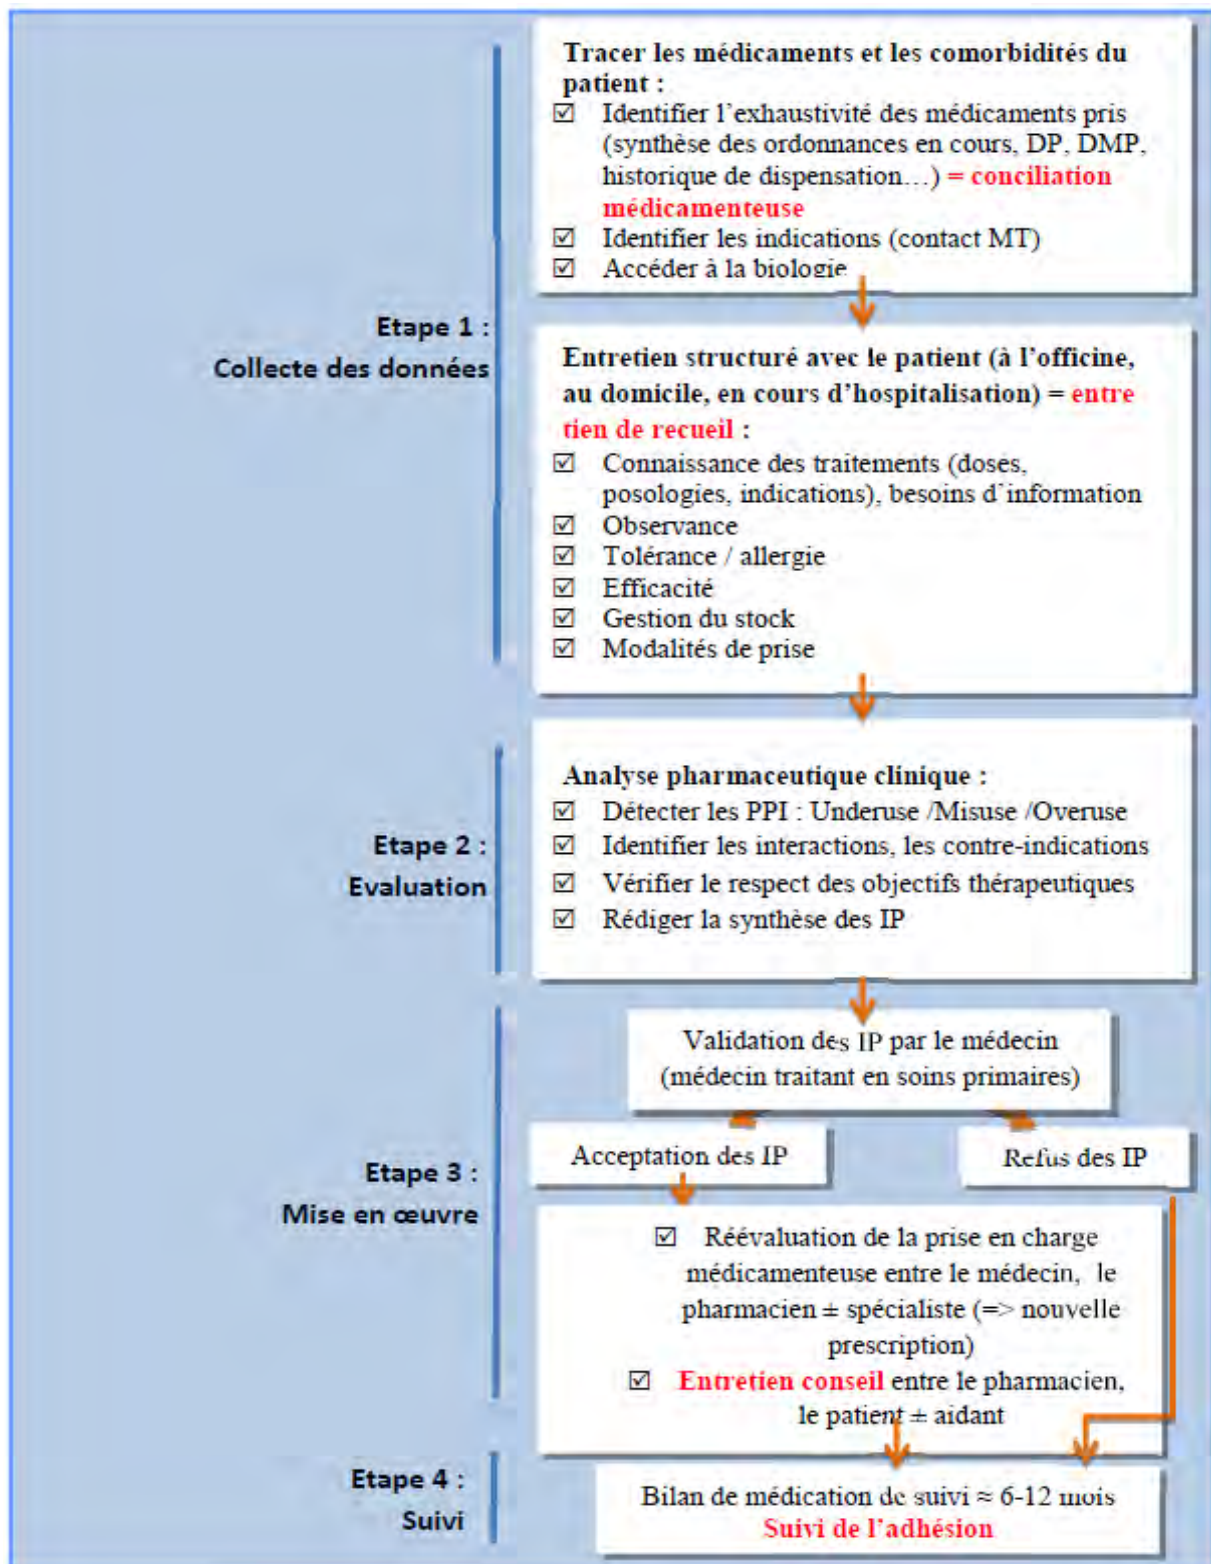 Tracer les médicaments et les comorbidités du
patient :
☑ Identifier l'exhaustivité des médicaments pris
(synthèse des ordonnances en cours, DP, DMP,
historique de dispensation…) = conciliation
médicamenteuse
☑ Identifier les indications (contact MT)
☑ Accéder à la biologie
Etape 1 :
Collecte des données
Entretien structuré avec le patient (à l'officine,
au domicile, en cours d'hospitalisation) = entre
tien de recueil :
☑ Connaissance des traitements (doses,
posologies, indications), besoins d'information
☑ Observance
☑ Tolérance / allergie
☑ Efficacité
☑ Gestion du stock
☑ Modalités de prise
Etape 2 :
Evaluation
Analyse pharmaceutique clinique :
☑ Détecter les PPI : Underuse /Misuse /Overuse
☑ Identifier les interactions, les contre-indications
☑ Vérifier le respect des objectifs thérapeutiques
☑ Rédiger la synthèse des IP
Etape 3 :
Mise en œuvre
Validation des IP par le médecin
(médecin traitant en soins primaires)
Acceptation des IP
Refus des IP
☑ Réévaluation de la prise en charge
médicamenteuse entre le médecin, le
pharmacien ± spécialiste (=> nouvelle
prescription)
☑ Entretien conseil entre le pharmacien,
le patient ± aidant
Etape 4 :
Suivi
Bilan de médication de suivi ≈ 6-12 mois
Suivi de l'adhésion